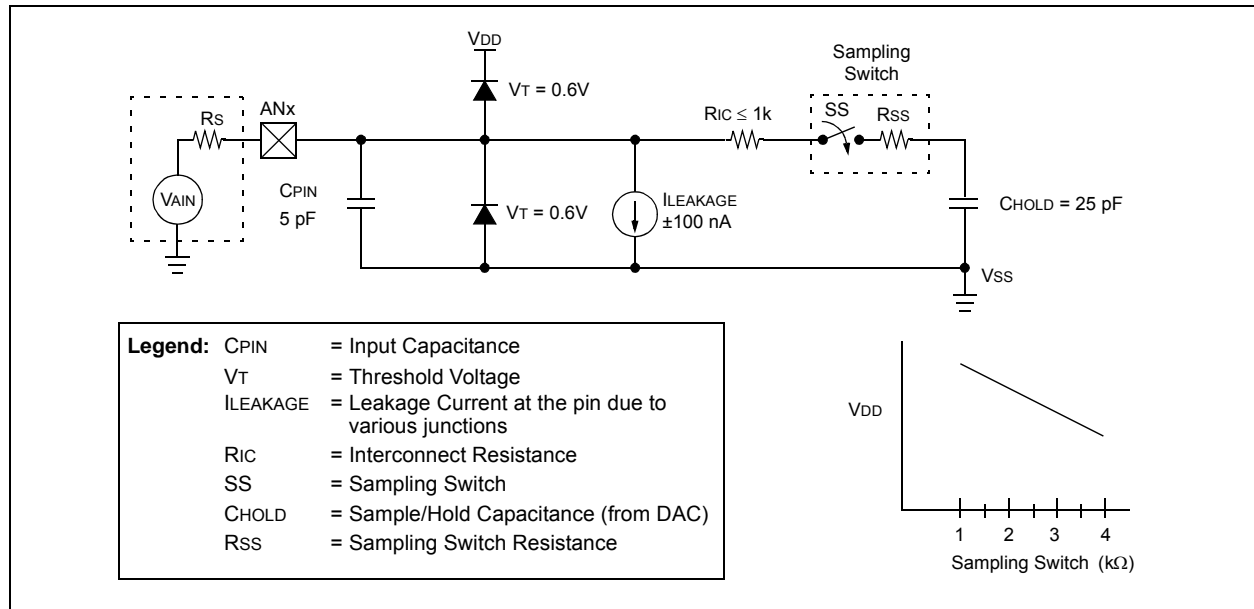 VDD
Sampling
Switch
VT = 0.6V
RS
ANx
RIC ≤ 1k
SS
RSS
VAIN
CPIN
5 pF
VT = 0.6V
ILEAKAGE
±100 nA
CHOLD = 25 pF
VSS
Legend: CPIN = Input Capacitance
VT = Threshold Voltage
ILEAKAGE = Leakage Current at the pin due to
various junctions
RIC = Interconnect Resistance
SS = Sampling Switch
CHOLD = Sample/Hold Capacitance (from DAC)
RSS = Sampling Switch Resistance
VDD
1 2 3 4
Sampling Switch (kΩ)